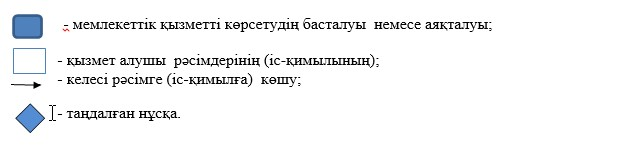 - мемлекеттік қызметті көрсетудің басталуы немесе аяқталуы;
- қызмет алушы рәсімдерінің (іс-қимылының);
- келесі рәсімге (іс-қимылға) көшу;
- таңдалған нұсқа.